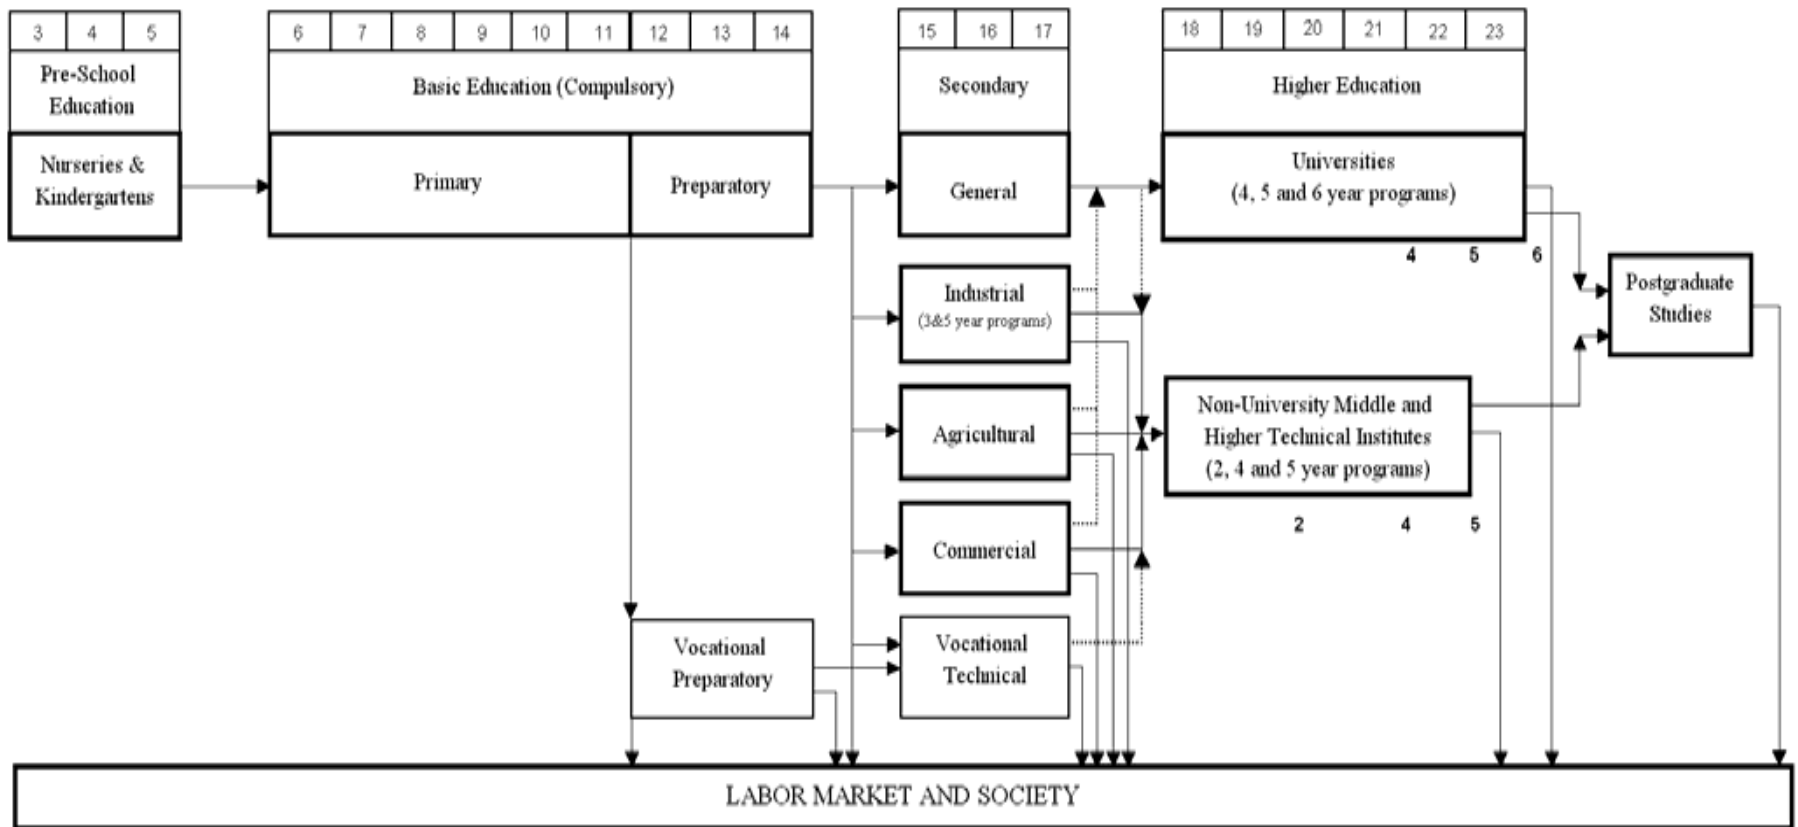 3 4 5
6 7 8 9 10 11 12 13 14
15 16 17
18 19 20 21 22 23
Pre-School
Education
Basic Education (Compulsory)
Secondary
Higher Education
Nurseries &
Kindergartens
Primary
Preparatory
General
Universities
(4, 5 and 6 year programs)
4 5 6
Industrial
(3&5 year programs)
Postgraduate
Studies
Agricultural
Non-University Middle and
Higher Technical Institutes
(2, 4 and 5 year programs)
2 4 5
Commercial
Vocational
Preparatory
Vocational
Technical
LABOR MARKET AND SOCIETY